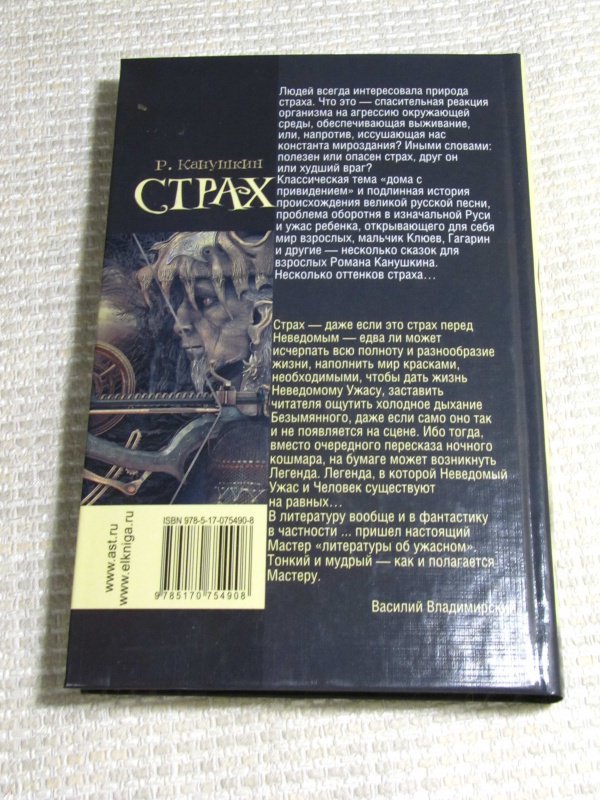 Людей всегда интересовала природа
страха. Что это — спасительная реакция
организма на агрессию окружающей
среды, обеспечивающая выживание,
или, напротив, иссушающая нас
константа мироздания? Иными словами:
полезен или опасен страх, друг он
или худший враг?
Классическая тема «дома с
привидением» и подлинная история
происхождения великой русской песни,
проблема оборотня в изначальной Руси
и ужас ребенка, открывающего для себя
мир взрослых, мальчик Клюев, Гагарин
и другие — несколько сказок для
взрослых Романа Канушкина.
Несколько оттенков страха...
Р. Канушкин
СТРАХ
Страх — даже если это страх перед
Неведомым — едва ли может
исчерпать всю полноту и разнообразие
жизни, наполнить мир красками,
необходимыми, чтобы дать жизнь
Неведомому Ужасу, заставить
читателя ощутить холодное дыхание
Безымянного, даже если само оно так
и не появляется на сцене. Ибо тогда,
вместо очередного пересказа ночного
кошмара, на бумаге может возникнуть
Легенда. Легенда, в которой Неведомый
Ужас и Человек существуют
на равных...
В литературу вообще и в фантастику
в частности ... пришел настоящий
Мастер «литературы об ужасном».
Тонкий и мудрый — как и полагается
Мастеру.
Василий Владимирский
www.ast.ru
www.elkniga.ru
ISBN 978-5-17-075490-8
9785170754908